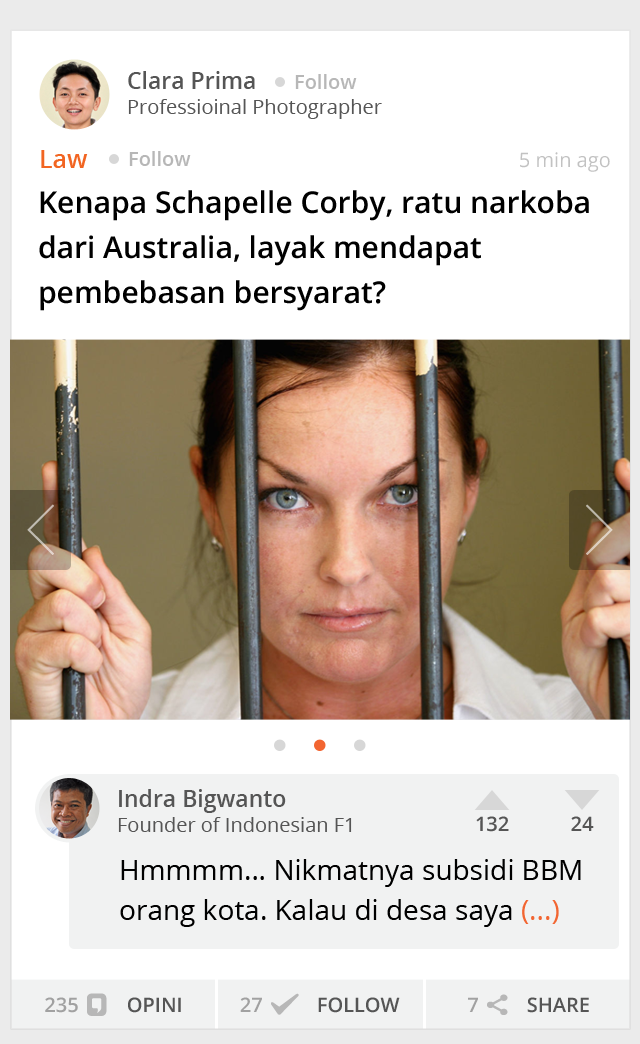 Clara Prima Follow
Professioinal Photographer
Law Follow 5 min ago
Kenapa Schapelle Corby, ratu narkoba
dari Australia, layak mendapat
pembebasan bersyarat?
Indra Bigwanto
Founder of Indonesian F1
132 24
Hmmmm... Nikmatnya subsidi BBM
orang kota. Kalau di desa saya (...)
235 OPINI 27 FOLLOW 7 SHARE